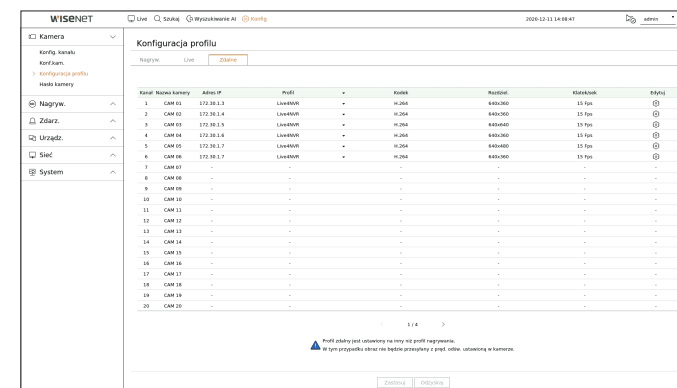 WISENET
Live Szukaj Wyszukiwanie AI Konfig
2020-12-11 14:08:47 admin
Kamera
Konfig. kanału
Konf.kam.
Konfiguracja profilu
Hasło kamery
Nagryw.
Zdarz.
Urządz.
Sieć
System
Konfiguracja profilu
Nagryw. Live Zdalne
Kanał Nazwa kamery Adres IP Profil Kodek Rozdziel. Klatek/sek Edytuj
1 CAM 01 172.30.1.3 Live4NVR H.264 640x360 15 Fps
2 CAM 02 172.30.1.4 Live4NVR H.264 640x360 15 Fps
3 CAM 03 172.30.1.5 Live4NVR H.264 640x640 15 Fps
4 CAM 04 172.30.1.6 Live4NVR H.264 640x360 15 Fps
5 CAM 05 172.30.1.7 Live4NVR H.264 640x480 15 Fps
6 CAM 06 172.30.1.7 Live4NVR H.264 640x360 15 Fps
7 CAM 07 - - - - - -
8 CAM 08 - - - - - -
9 CAM 09 - - - - - -
10 CAM 10 - - - - - -
11 CAM 11 - - - - - -
12 CAM 12 - - - - - -
13 CAM 13 - - - - - -
14 CAM 14 - - - - - -
15 CAM 15 - - - - - -
16 CAM 16 - - - - - -
17 CAM 17 - - - - - -
18 CAM 18 - - - - - -
19 CAM 19 - - - - - -
20 CAM 20 - - - - - -
1 / 4
Profil zdalny jest ustawiony na inny niż profil nagrywania.
W tym przypadku obraz nie będzie przesyłany z pręd. odśw. ustawioną w kamerze.
Zastosuj Odzyskaj